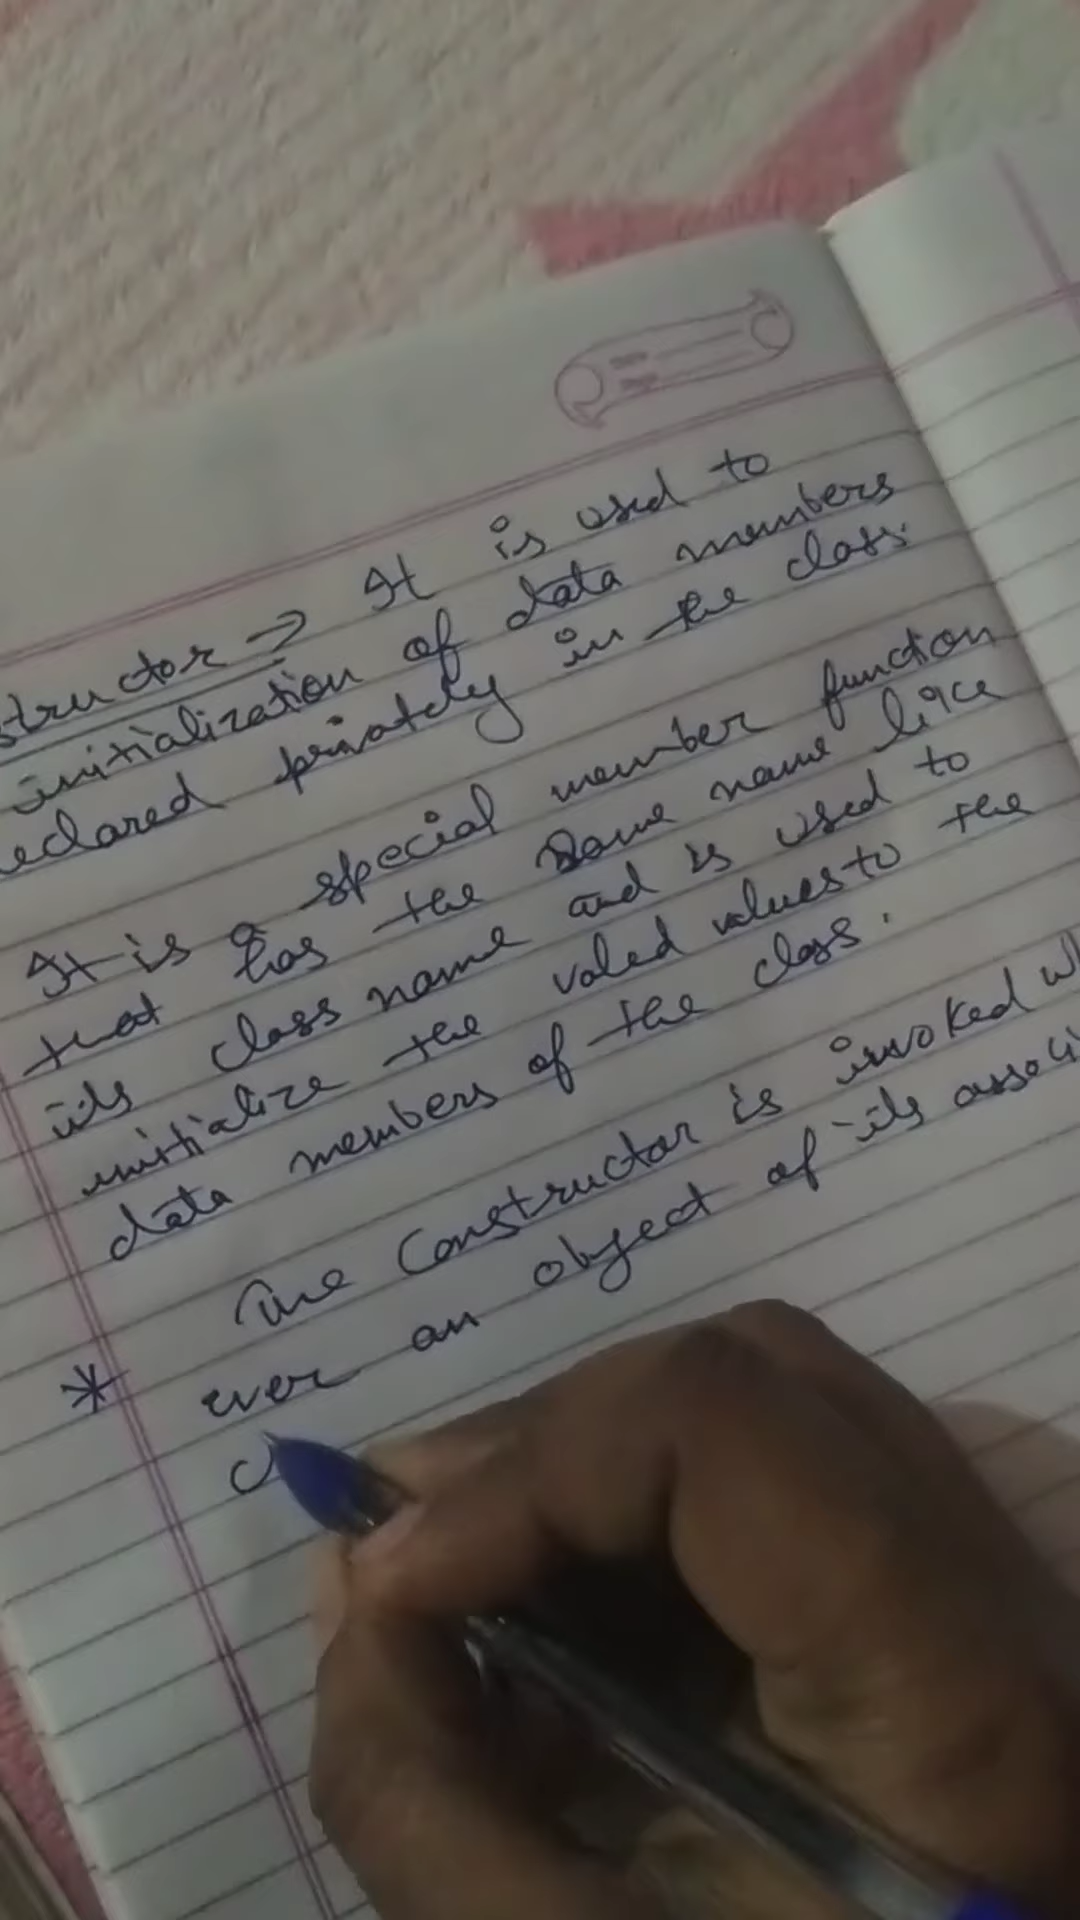 structor => It is used to
initialization of data members
eclared privately in the class.
It is a special member function
that has the same name like
its class name and is used to
initialize the valed values to the
data members of the class.
* The Constructor is invoked wh
ever an object of its associ